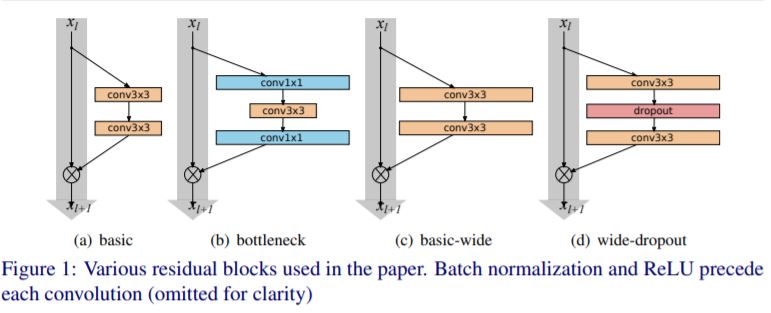 x_l x_l x_l x_l
conv3x3
conv3x3
x_{l+1}
conv1x1
conv3x3
conv1x1
x_{l+1}
conv3x3
conv3x3
x_{l+1}
conv3x3
dropout
conv3x3
x_{l+1}
(a) basic (b) bottleneck (c) basic-wide (d) wide-dropout
Figure 1: Various residual blocks used in the paper. Batch normalization and ReLU precede
each convolution (omitted for clarity)